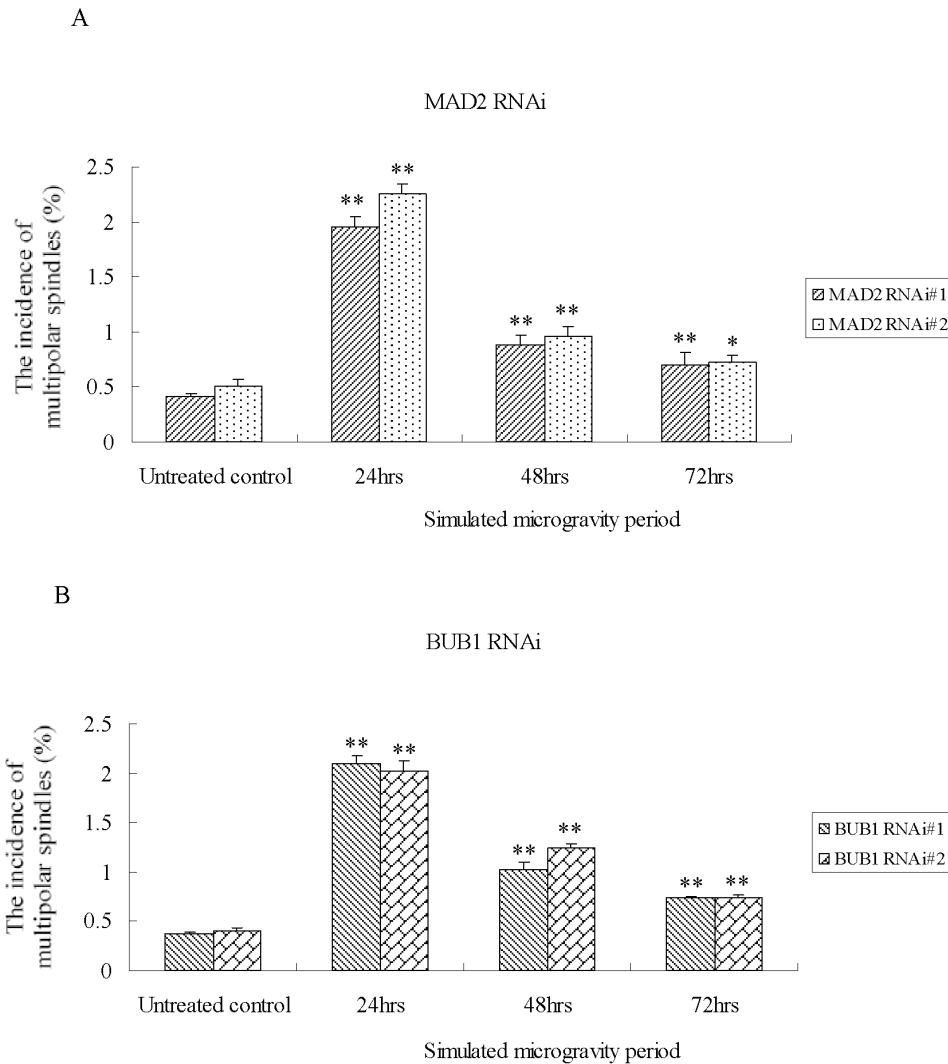 A
MAD2 RNAi
The incidence of
multipolar spindles (%)
2.5
2
1.5
1
0.5
0
** **
** **
** *
MAD2 RNAi#1
MAD2 RNAi#2
Untreated control 24hrs 48hrs 72hrs
Simulated microgravity period
B
BUB1 RNAi
The incidence of
multipolar spindles (%)
2.5
2
1.5
1
0.5
0
** **
** **
** **
BUB1 RNAi#1
BUB1 RNAi#2
Untreated control 24hrs 48hrs 72hrs
Simulated microgravity period